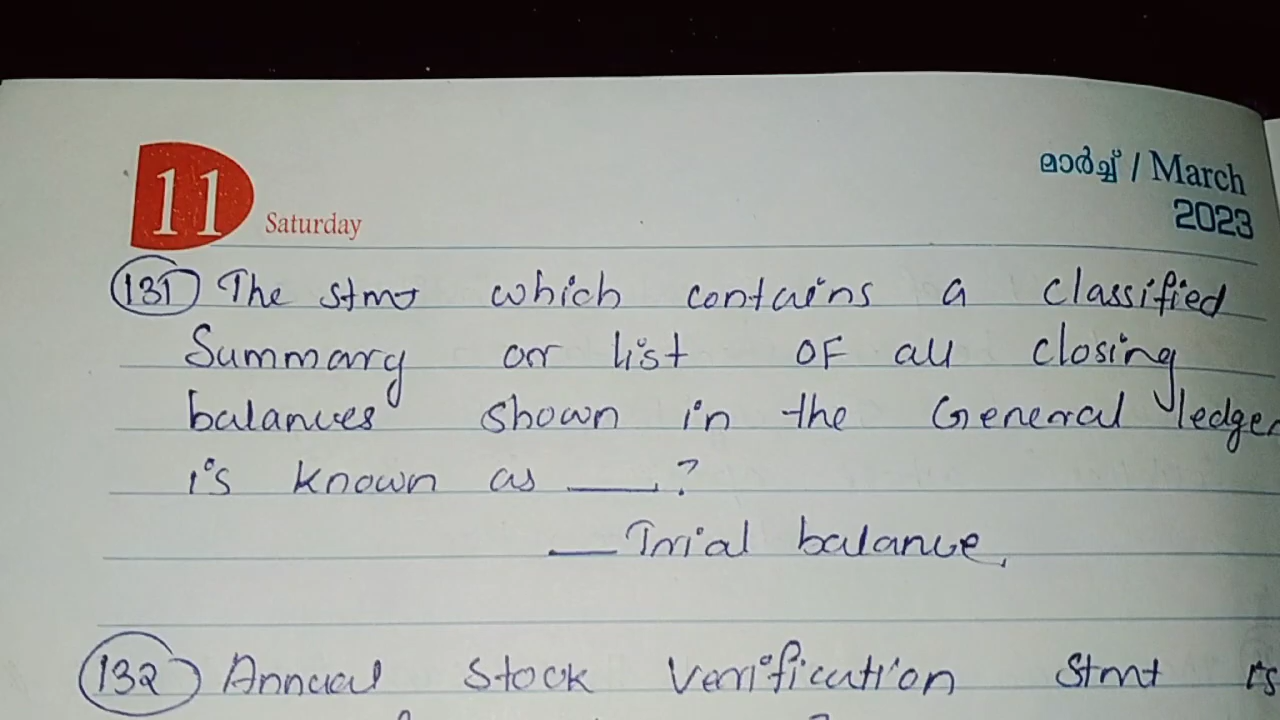 11
Saturday
മാർച്ച് / March
2023
131 The stmt which contains a classified
Summary or list OF all closing
balances shown in the General ledger
is known as ___?
— Trial balance.
132 Annual stock verification stmt is